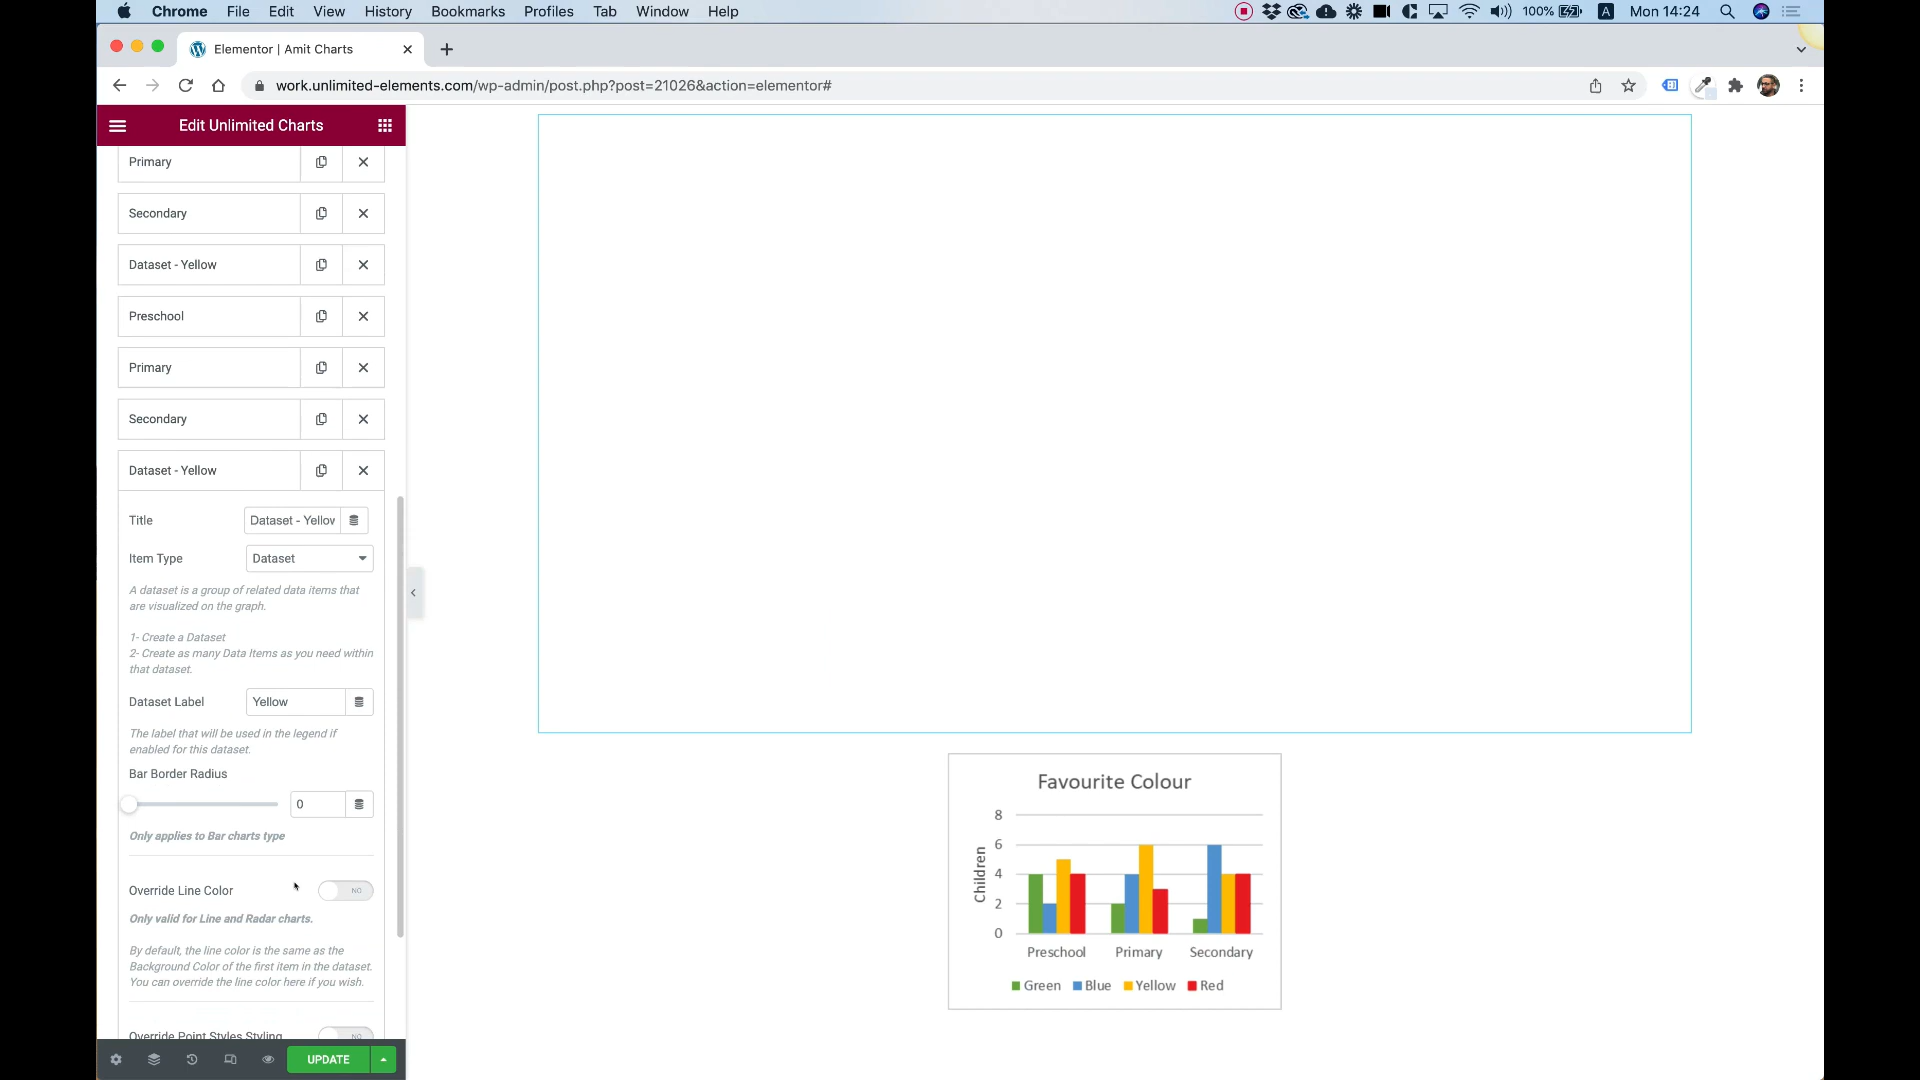 Chrome File Edit View History Bookmarks Profiles Tab Window Help
100% A Mon 14:24
Elementor | Amit Charts
work.unlimited-elements.com/wp-admin/post.php?post=21026&action=elementor#
Edit Unlimited Charts
Primary
Secondary
Dataset - Yellow
Preschool
Primary
Secondary
Dataset - Yellow
Title Dataset - Yellow
Item Type Dataset
A dataset is a group of related data items that
are visualized on the graph.
1- Create a Dataset
2- Create as many Data Items as you need within
that dataset.
Dataset Label Yellow
The label that will be used in the legend if
enabled for this dataset.
Bar Border Radius
0
Only applies to Bar charts type
Override Line Color NO
Only valid for Line and Radar charts.
By default, the line color is the same as the
Background Color of the first item in the dataset.
You can override the line color here if you wish.
Override Point Styles Styling NO
UPDATE
Favourite Colour
8
6
4
2
0
Children
Preschool Primary Secondary
Green Blue Yellow Red